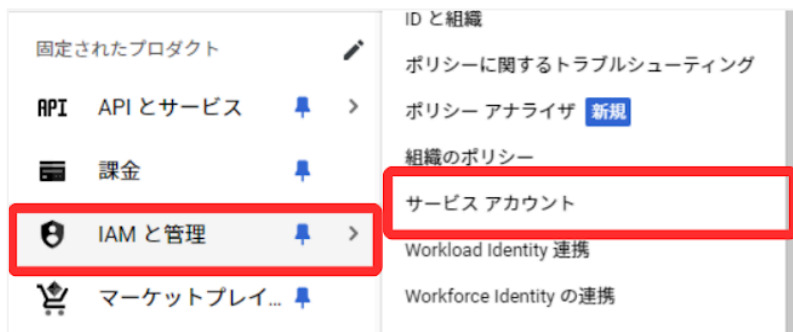 固定されたプロダクト
API API とサービス
課金
IAM と管理
マーケットプレイ...
ID と組織
ポリシーに関するトラブルシューティング
ポリシー アナライザ 新規
組織のポリシー
サービス アカウント
Workload Identity 連携
Workforce Identity の連携